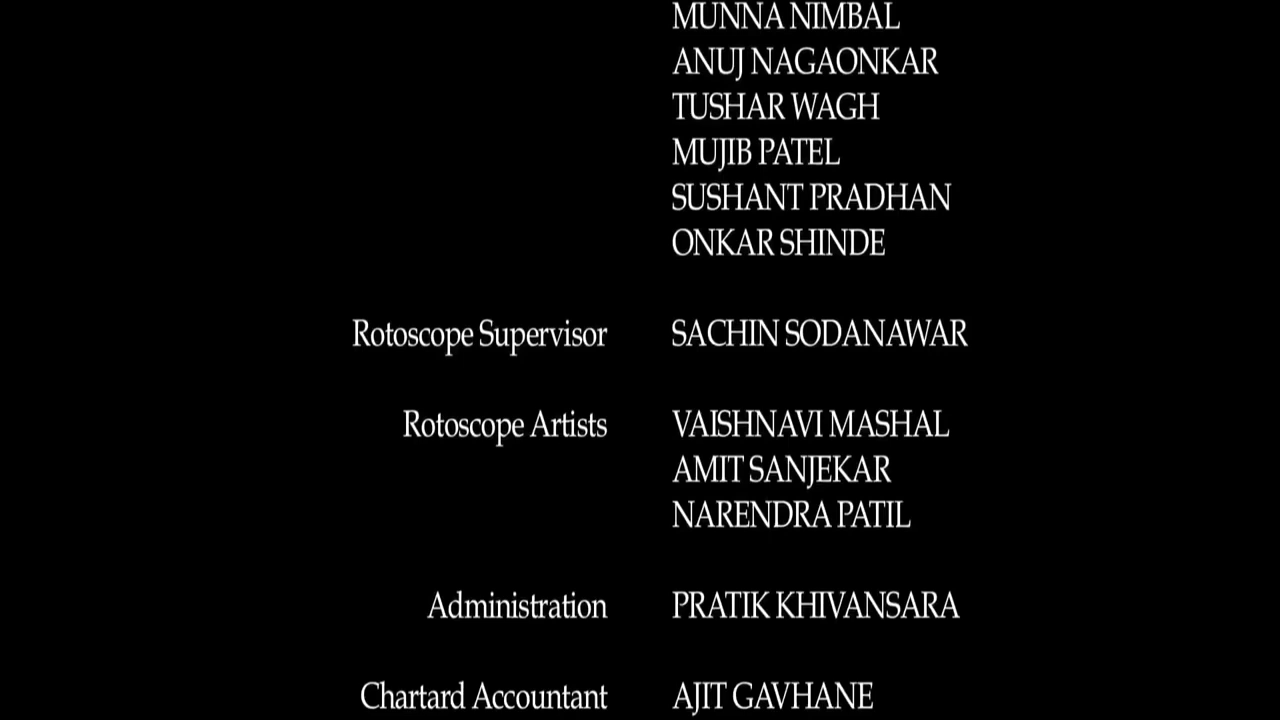 MUNNA NIMBAL
ANUJ NAGAONKAR
TUSHAR WAGH
MUJIB PATEL
SUSHANT PRADHAN
ONKAR SHINDE
Rotoscope Supervisor SACHIN SODANAWAR
Rotoscope Artists VAISHNAVI MASHAL
AMIT SANJEKAR
NARENDRA PATIL
Administration PRATIK KHIVANSARA
Chartard Accountant AJIT GAVHANE